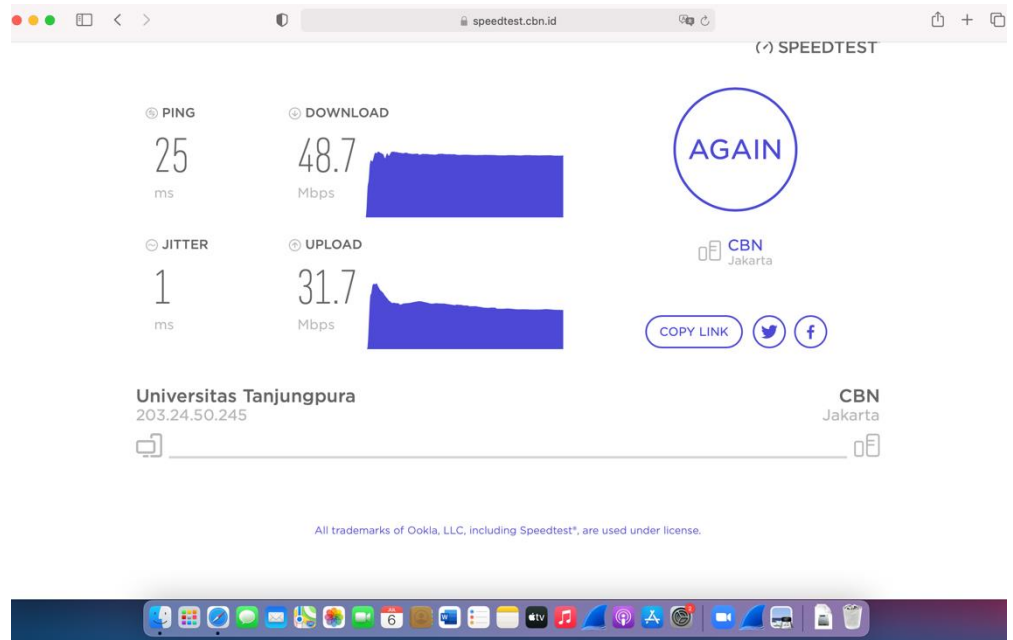 speedtest.cbn.id
SPEEDTEST
PING
25
ms
DOWNLOAD
48.7
Mbps
AGAIN
JITTER
1
ms
UPLOAD
31.7
Mbps
CBN
Jakarta
COPY LINK
Universitas Tanjungpura
203.24.50.245
CBN
Jakarta
All trademarks of Ookla, LLC, including Speedtest®, are used under license.
6
tv